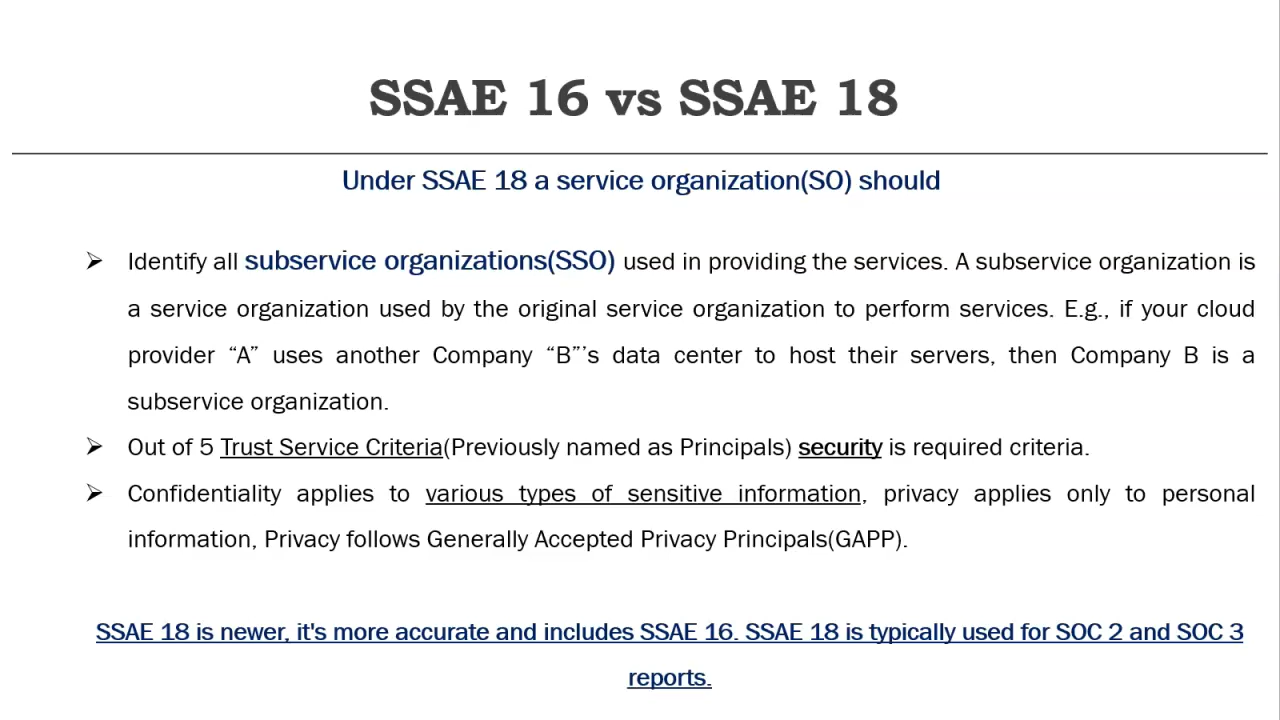 SSAE 16 vs SSAE 18
Under SSAE 18 a service organization(SO) should
➢ Identify all subservice organizations(SSO) used in providing the services. A subservice organization is
a service organization used by the original service organization to perform services. E.g., if your cloud
provider “A” uses another Company “B”’s data center to host their servers, then Company B is a
subservice organization.
➢ Out of 5 Trust Service Criteria(Previously named as Principals) security is required criteria.
➢ Confidentiality applies to various types of sensitive information, privacy applies only to personal
information, Privacy follows Generally Accepted Privacy Principals(GAPP).
SSAE 18 is newer, it's more accurate and includes SSAE 16. SSAE 18 is typically used for SOC 2 and SOC 3
reports.